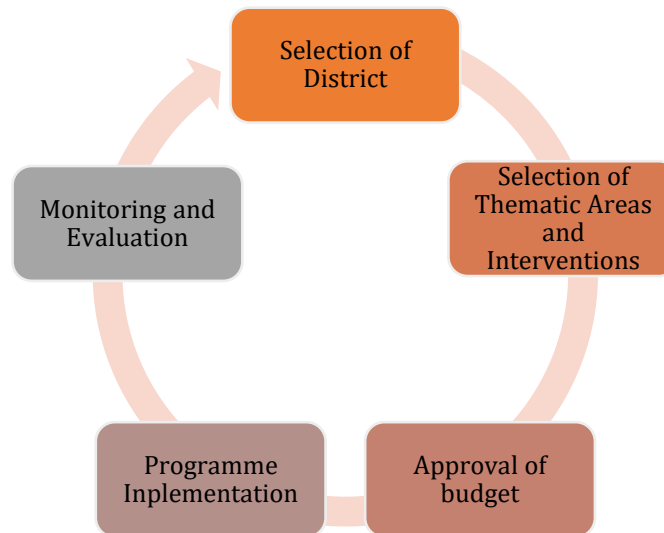 Selection of
District
Selection of
Thematic Areas
and
Interventions
Approval of
budget
Programme
Inplementation
Monitoring and
Evaluation